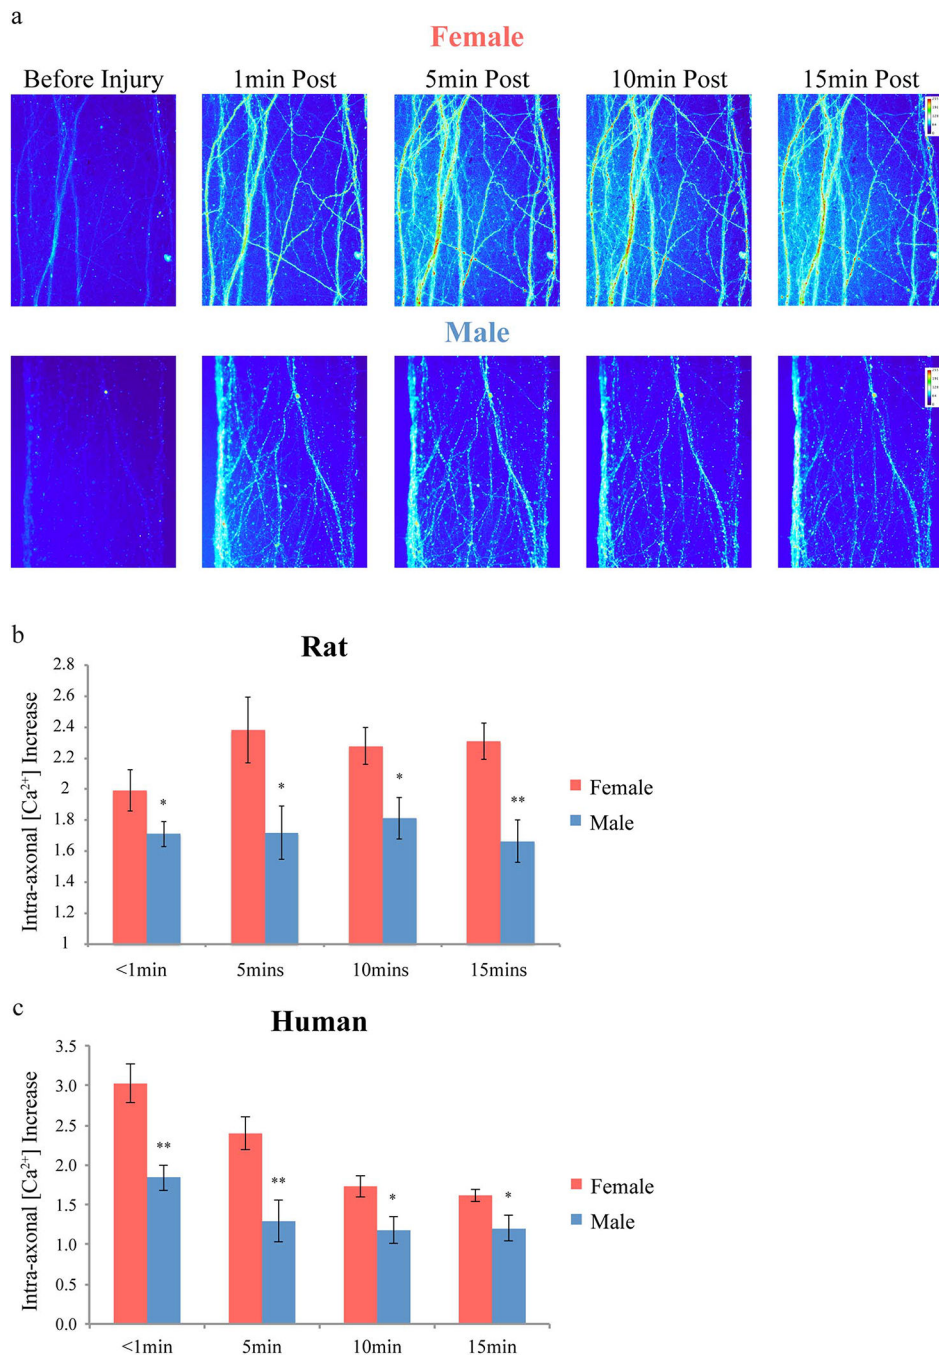 a
Female
Before Injury 1min Post 5min Post 10min Post 15min Post
Male
b
Rat
Intra-axonal [Ca²⁺] Increase
2.8
2.6
2.4
2.2
2
1.8
1.6
1.4
1.2
1
* * * **
<1min 5mins 10mins 15mins
Female
Male
c
Human
Intra-axonal [Ca²⁺] Increase
3.5
3.0
2.5
2.0
1.5
1.0
0.5
0.0
** ** * *
<1min 5min 10min 15min
Female
Male